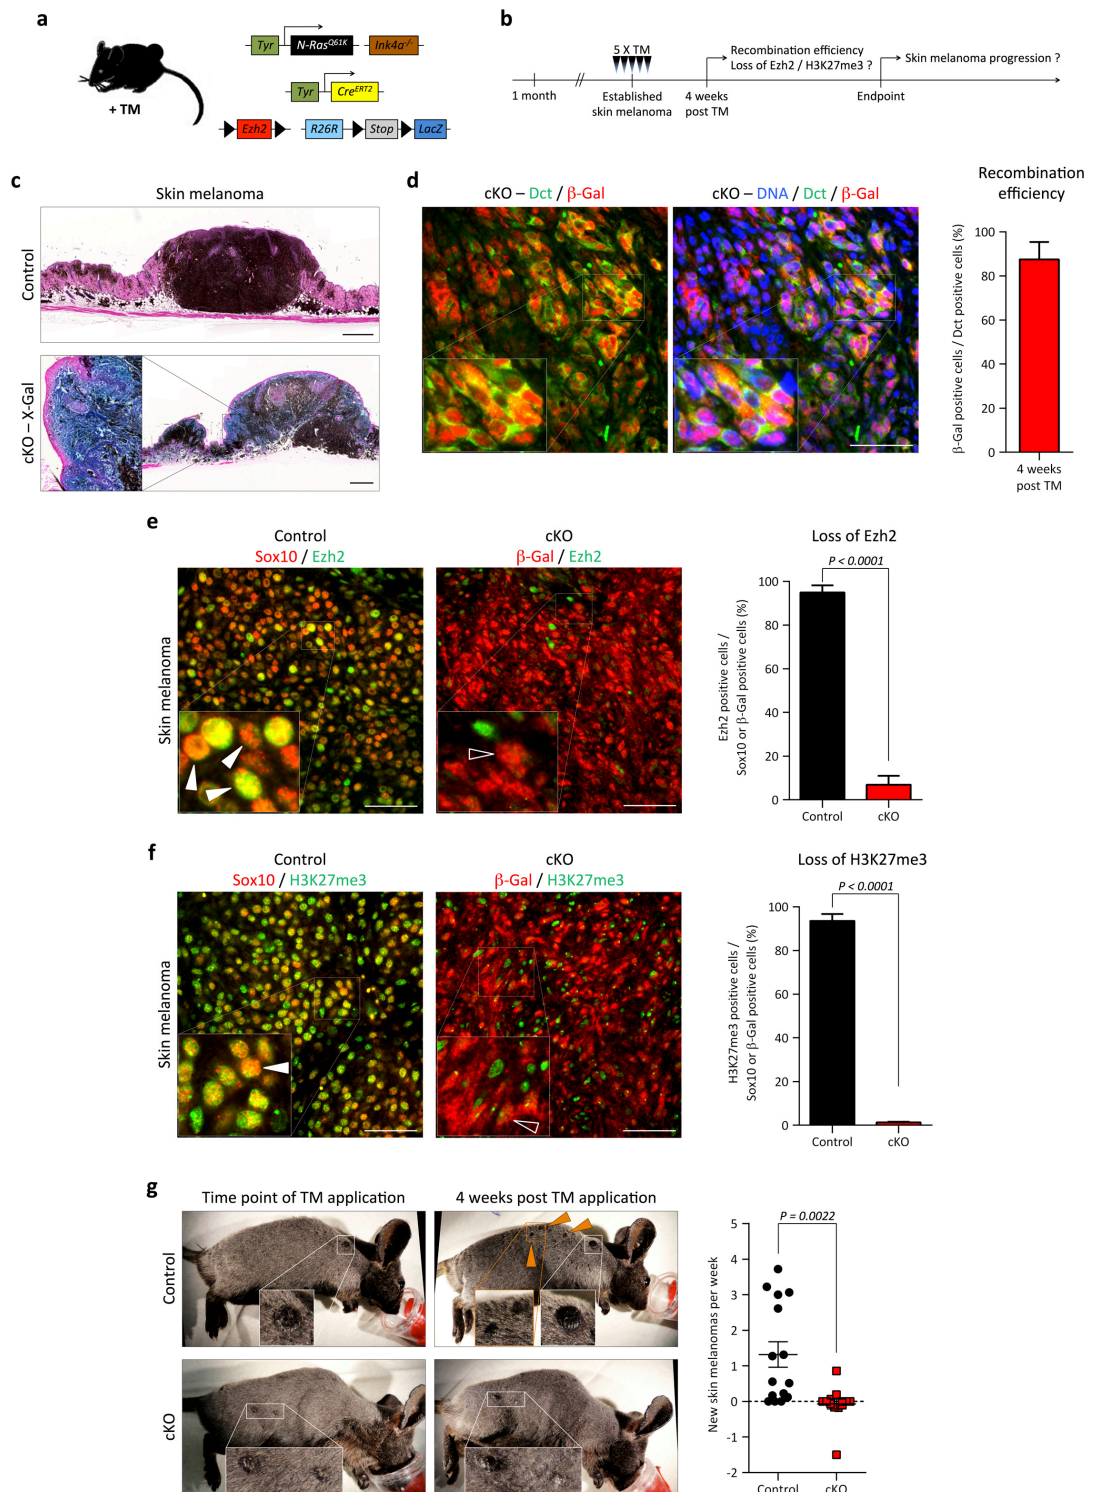 a
Tyr
N-Ras^Q61K
Ink4a^-/-
Tyr
Cre^ERT2
+ TM
Ezh2
R26R
Stop
LacZ
b
5 X TM
Recombination efficiency
Loss of Ezh2 / H3K27me3 ?
Skin melanoma progression ?
1 month
Established
skin melanoma
4 weeks
post TM
Endpoint
c
Skin melanoma
Control
cKO – X-Gal
d
cKO – Dct / β-Gal
cKO – DNA / Dct / β-Gal
Recombination
efficiency
β-Gal positive cells / Dct positive cells (%)
100
80
60
40
20
0
4 weeks
post TM
e
Control
Sox10 / Ezh2
cKO
β-Gal / Ezh2
Skin melanoma
Loss of Ezh2
P < 0.0001
Ezh2 positive cells /
Sox10 or β-Gal positive cells (%)
100
80
60
40
20
0
Control
cKO
f
Control
Sox10 / H3K27me3
cKO
β-Gal / H3K27me3
Skin melanoma
Loss of H3K27me3
P < 0.0001
H3K27me3 positive cells /
Sox10 or β-Gal positive cells (%)
100
80
60
40
20
0
Control
cKO
g
Time point of TM application
4 weeks post TM application
Control
cKO
P = 0.0022
New skin melanomas per week
5
4
3
2
1
0
-1
-2
Control
cKO